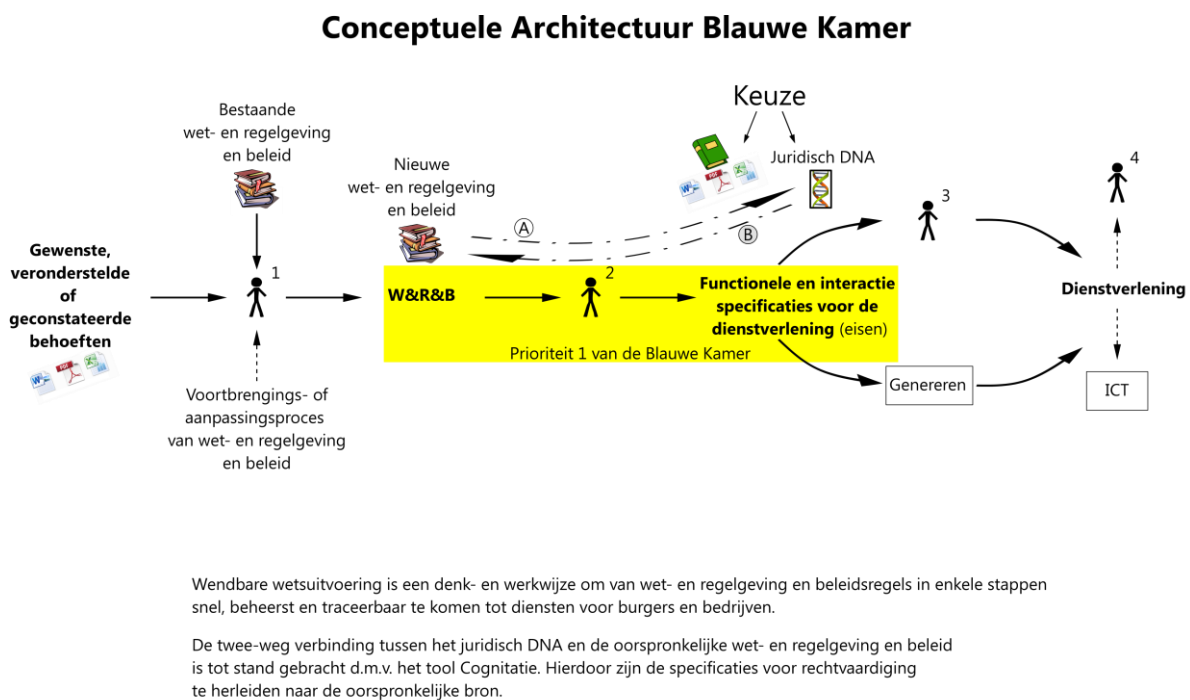 Conceptuele Architectuur Blauwe Kamer
Keuze
Bestaande
wet- en regelgeving
en beleid
Nieuwe
wet- en regelgeving
en beleid
Juridisch DNA
A
B
Gewenste,
veronderstelde
of
geconstateerde
behoeften
1
W&R&B
2
Functionele en interactie
specificaties voor de
dienstverlening (eisen)
Prioriteit 1 van de Blauwe Kamer
3
4
Dienstverlening
Genereren
ICT
Voortbrengings- of
aanpassingsproces
van wet- en regelgeving
en beleid
Wendbare wetsuitvoering is een denk- en werkwijze om van wet- en regelgeving en beleidsregels in enkele stappen
snel, beheerst en traceerbaar te komen tot diensten voor burgers en bedrijven.
De twee-weg verbinding tussen het juridisch DNA en de oorspronkelijke wet- en regelgeving en beleid
is tot stand gebracht d.m.v. het tool Cognitatie. Hierdoor zijn de specificaties voor rechtvaardiging
te herleiden naar de oorspronkelijke bron.